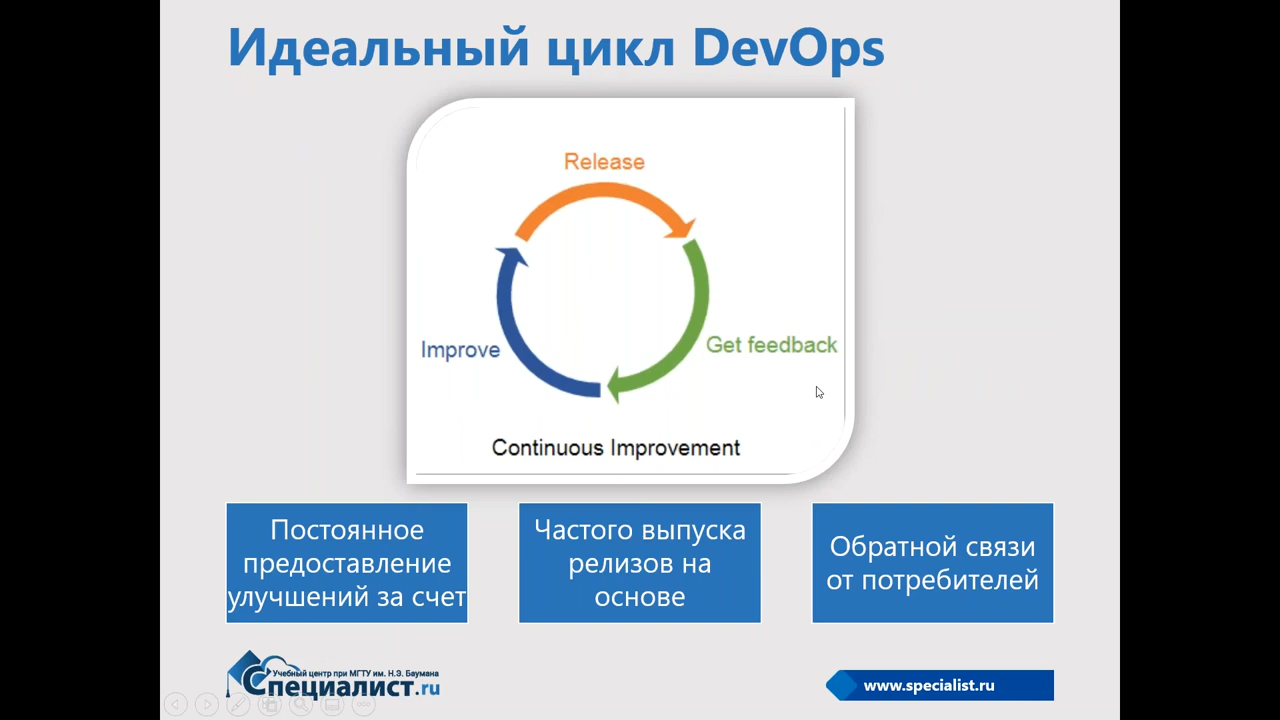 Идеальный цикл DevOps
Release
Improve
Get feedback
Continuous Improvement
Постоянное
предоставление
улучшений за счет
Частого выпуска
релизов на
основе
Обратной связи
от потребителей
Учебный центр при МГТУ им. Н.Э. Баумана
Специалист.ru
www.specialist.ru